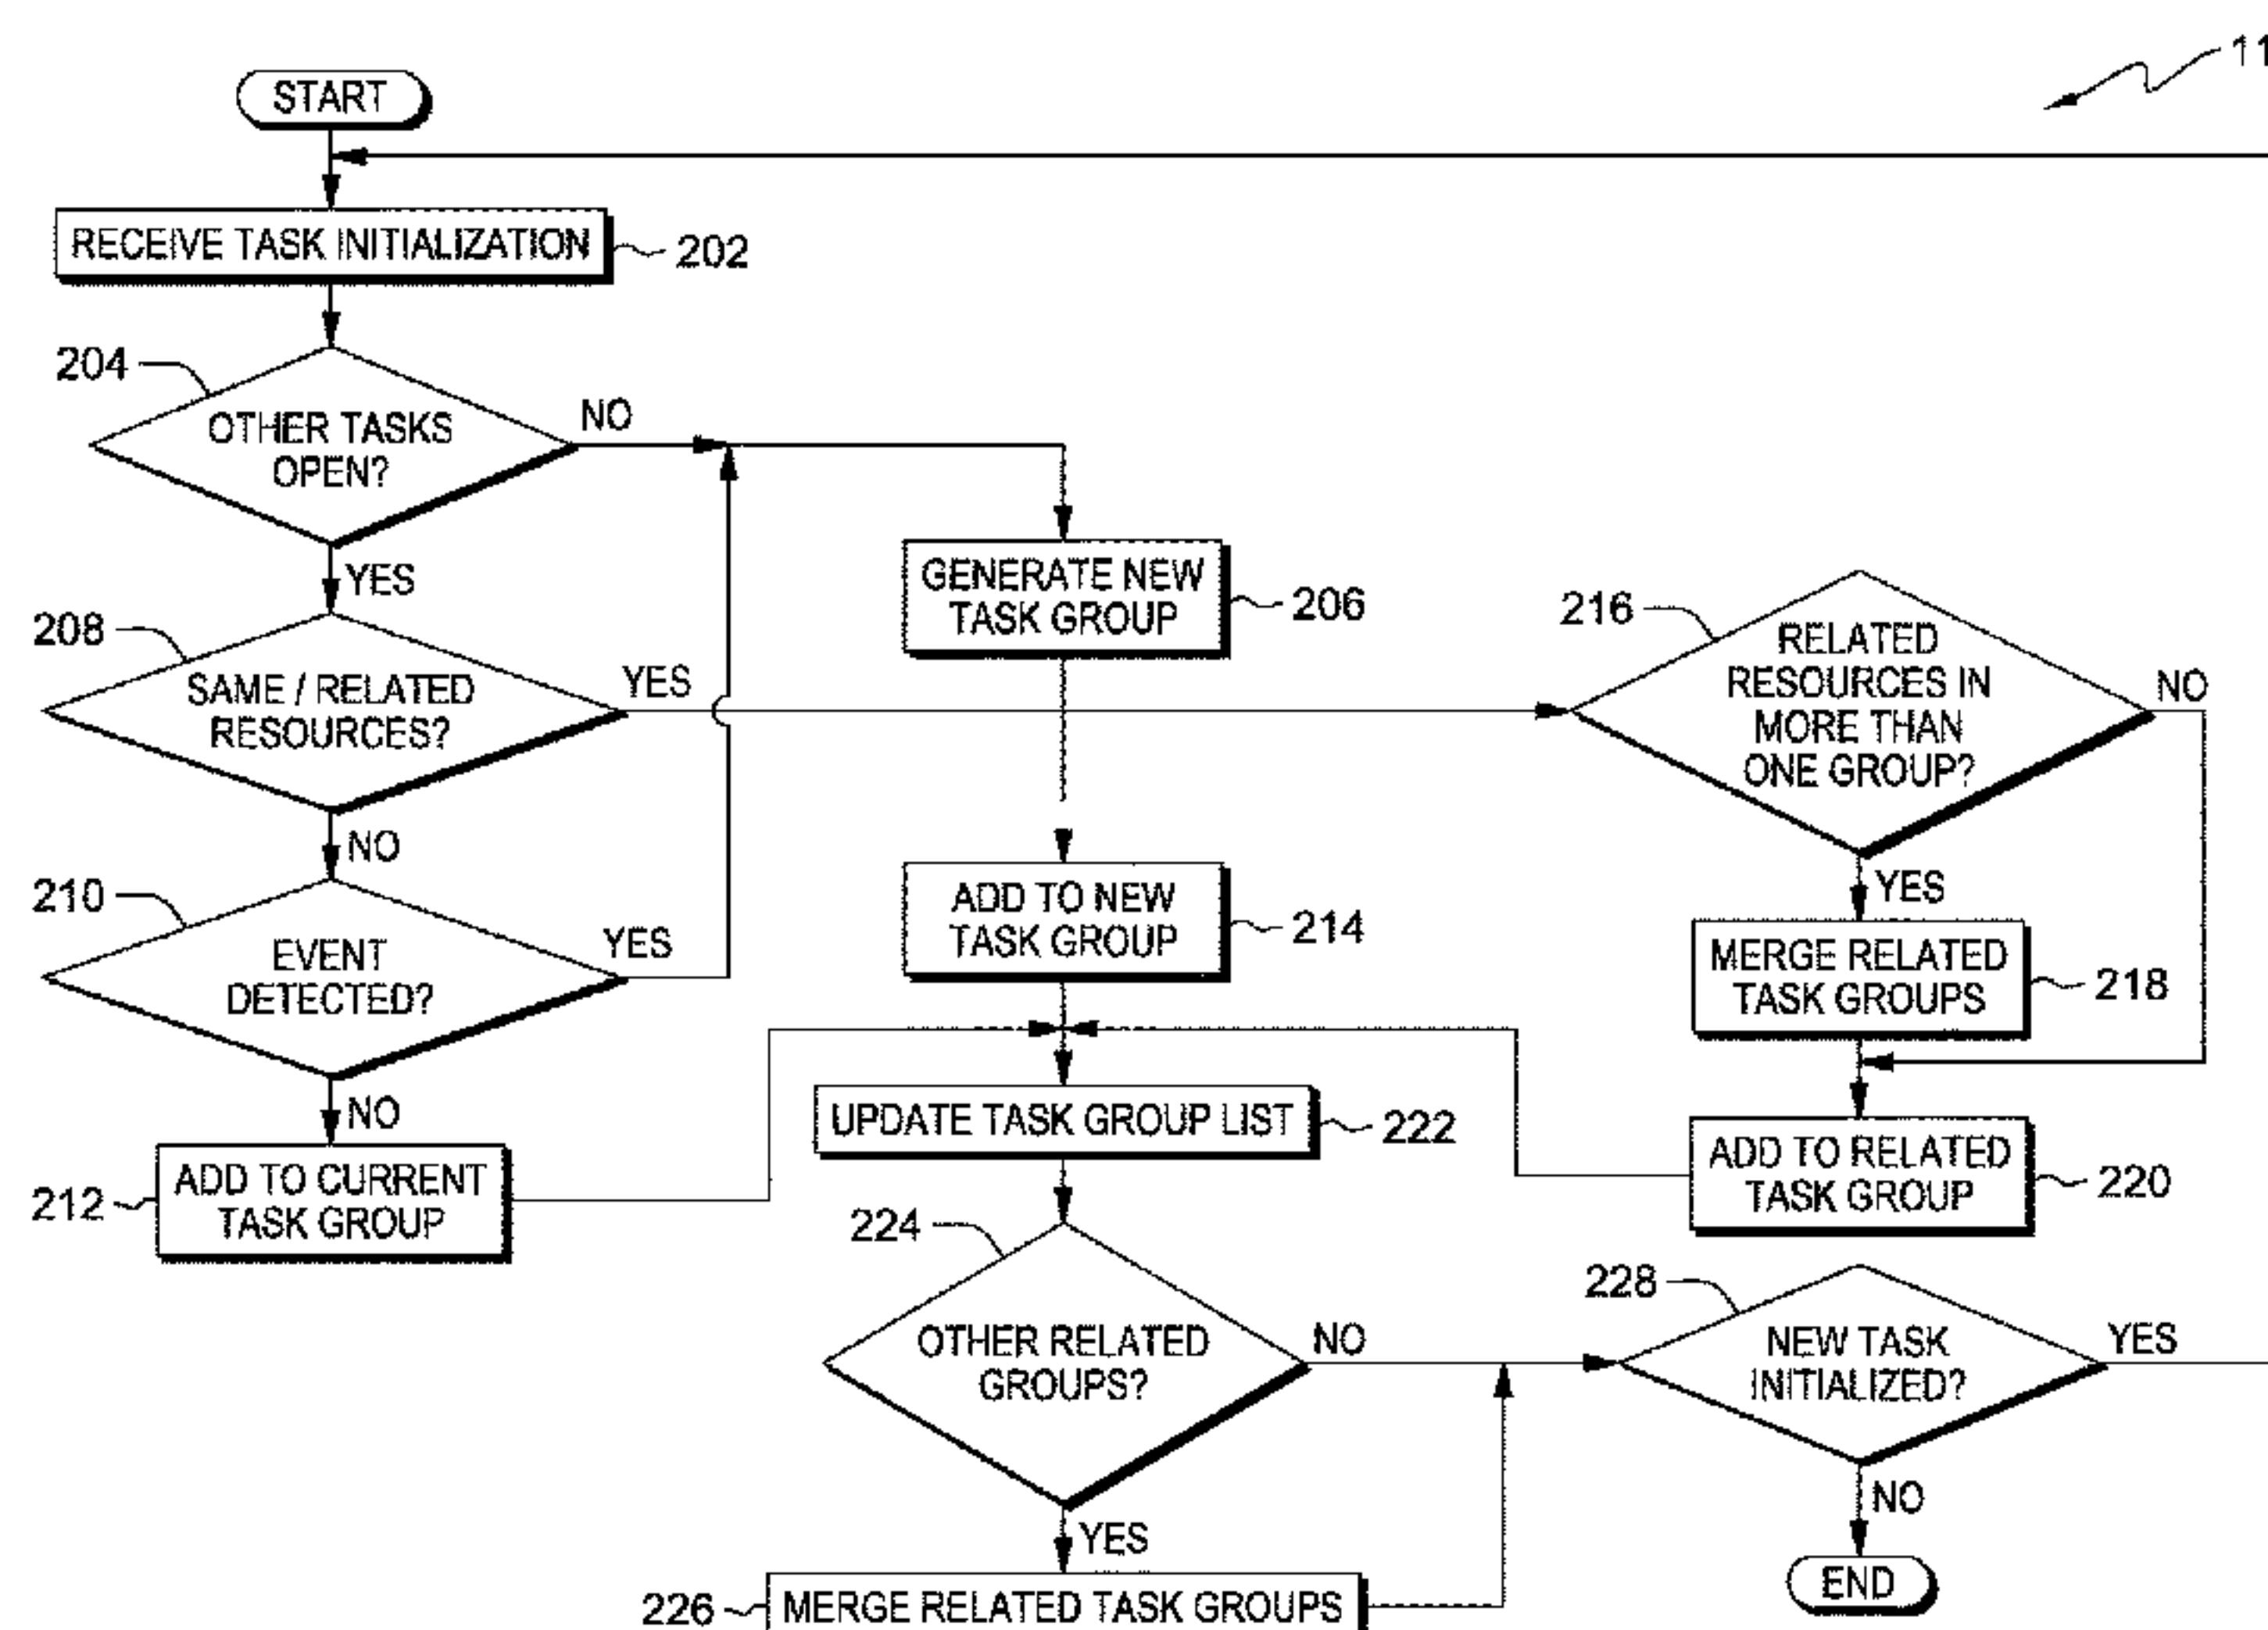 11
START
RECEIVE TASK INITIALIZATION
202
204
OTHER TASKS
OPEN?
NO
YES
GENERATE NEW
TASK GROUP
206
208
SAME / RELATED
RESOURCES?
YES
NO
216
RELATED
RESOURCES IN
MORE THAN
ONE GROUP?
NO
YES
210
EVENT
DETECTED?
YES
NO
ADD TO NEW
TASK GROUP
214
MERGE RELATED
TASK GROUPS
218
212
ADD TO CURRENT
TASK GROUP
UPDATE TASK GROUP LIST
222
ADD TO RELATED
TASK GROUP
220
224
OTHER RELATED
GROUPS?
NO
YES
228
NEW TASK
INITIALIZED?
YES
NO
226
MERGE RELATED TASK GROUPS
END